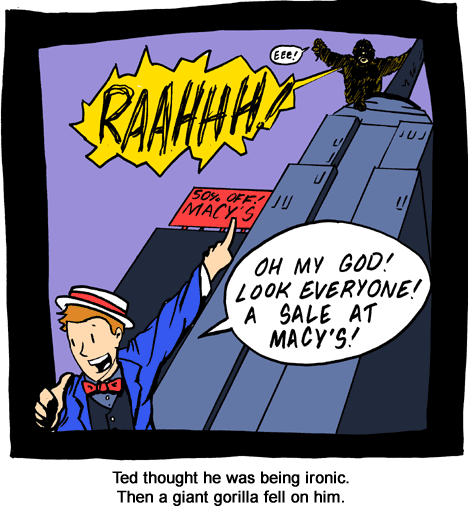 EEE!
RAAHHH!
50% OFF!
MACY'S
OH MY GOD!
LOOK EVERYONE!
A SALE AT
MACY'S!
Ted thought he was being ironic.
Then a giant gorilla fell on him.